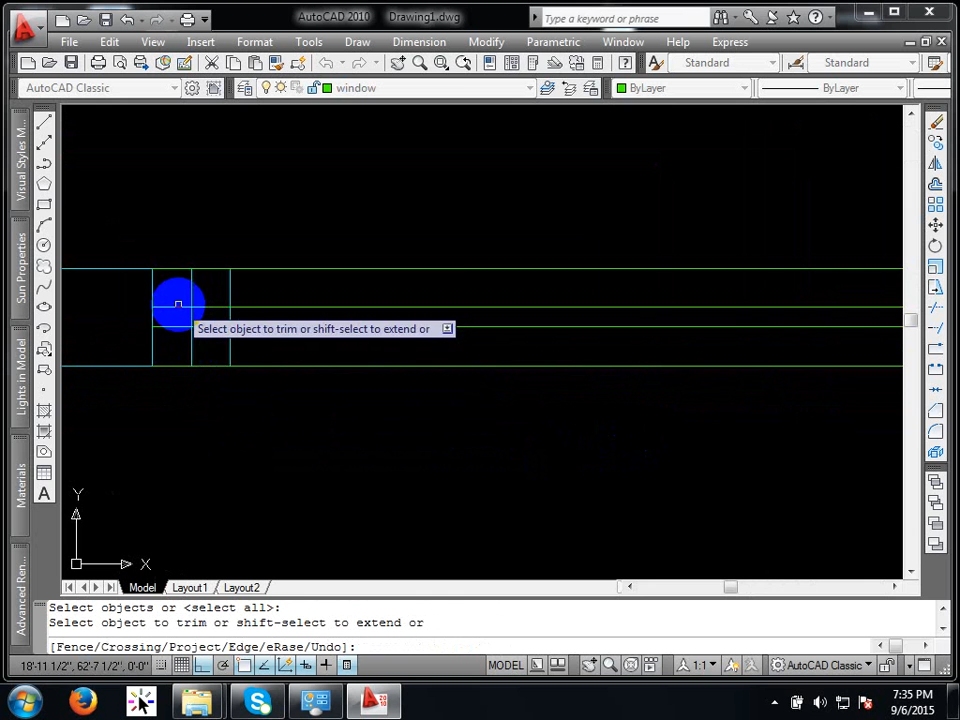 AutoCAD 2010 Drawing1.dwg Type a keyword or phrase
File Edit View Insert Format Tools Draw Dimension Modify Parametric Window Help Express
Standard Standard
AutoCAD Classic window ByLayer ByLayer
Visual Styles M...
Sun Properties
Lights in Model
Materials
Advanced Ren...
A
Select object to trim or shift-select to extend or
Y
X
Model Layout1 Layout2
Select objects or <select all>:
Select object to trim or shift-select to extend or
[Fence/Crossing/Project/Edge/eRase/Undo]:
18'-11 1/2", 62'-7 1/2", 0'-0" MODEL 1:1 AutoCAD Classic
7:35 PM
9/6/2015